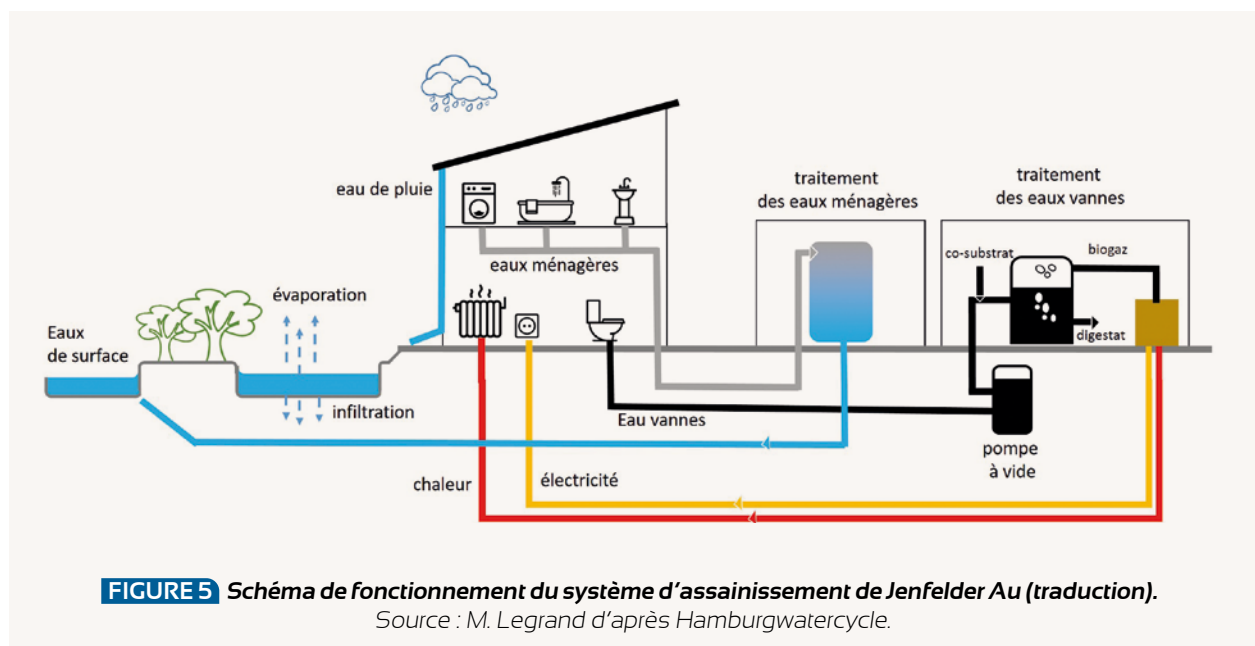 eau de pluie
eaux ménagères
traitement
des eaux ménagères
traitement
des eaux vannes
co-substrat
biogaz
digestat
évaporation
Eaux
de surface
infiltration
Eau vannes
pompe
à vide
chaleur
électricité
FIGURE 5 Schéma de fonctionnement du système d’assainissement de Jenfelder Au (traduction).
Source : M. Legrand d’après Hamburgwatercycle.